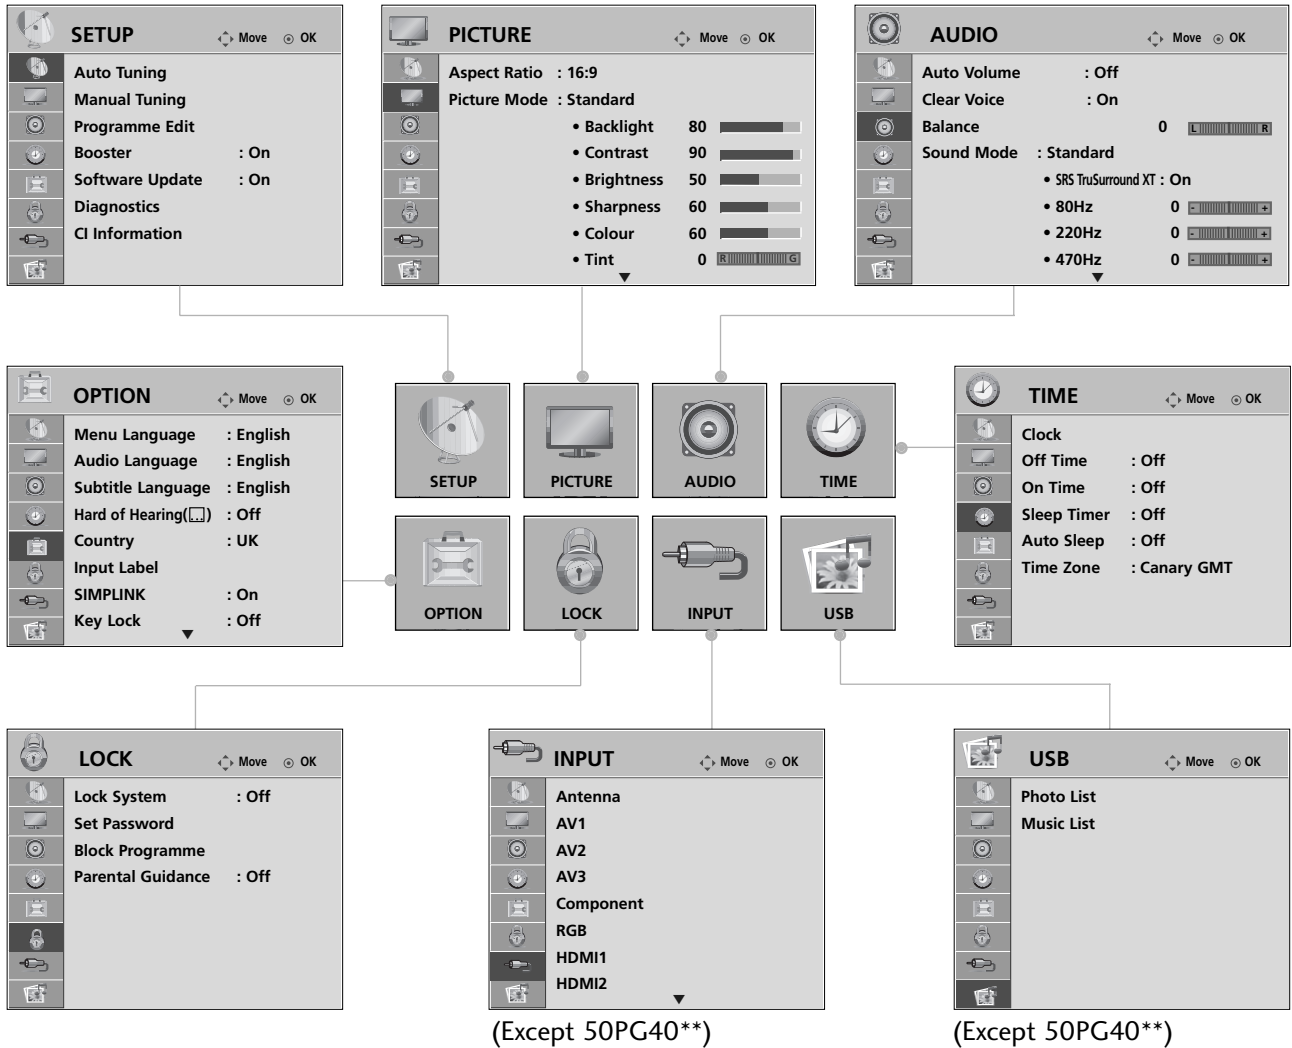 SETUP
Move OK
Auto Tuning
Manual Tuning
Programme Edit
Booster : On
Software Update : On
Diagnostics
CI Information
PICTURE
Move OK
Aspect Ratio : 16:9
Picture Mode : Standard
• Backlight 80
• Contrast 90
• Brightness 50
• Sharpness 60
• Colour 60
• Tint 0 R G
AUDIO
Move OK
Auto Volume : Off
Clear Voice : On
Balance 0 L R
Sound Mode : Standard
• SRS TruSurround XT : On
• 80Hz 0 - +
• 220Hz 0 - +
• 470Hz 0 - +
OPTION
Move OK
Menu Language : English
Audio Language : English
Subtitle Language : English
Hard of Hearing( ) : Off
Country : UK
Input Label
SIMPLINK : On
Key Lock : Off
SETUP
PICTURE
AUDIO
TIME
OPTION
LOCK
INPUT
USB
TIME
Move OK
Clock
Off Time : Off
On Time : Off
Sleep Timer : Off
Auto Sleep : Off
Time Zone : Canary GMT
LOCK
Move OK
Lock System : Off
Set Password
Block Programme
Parental Guidance : Off
INPUT
Move OK
Antenna
AV1
AV2
AV3
Component
RGB
HDMI1
HDMI2
(Except 50PG40**)
USB
Move OK
Photo List
Music List
(Except 50PG40**)